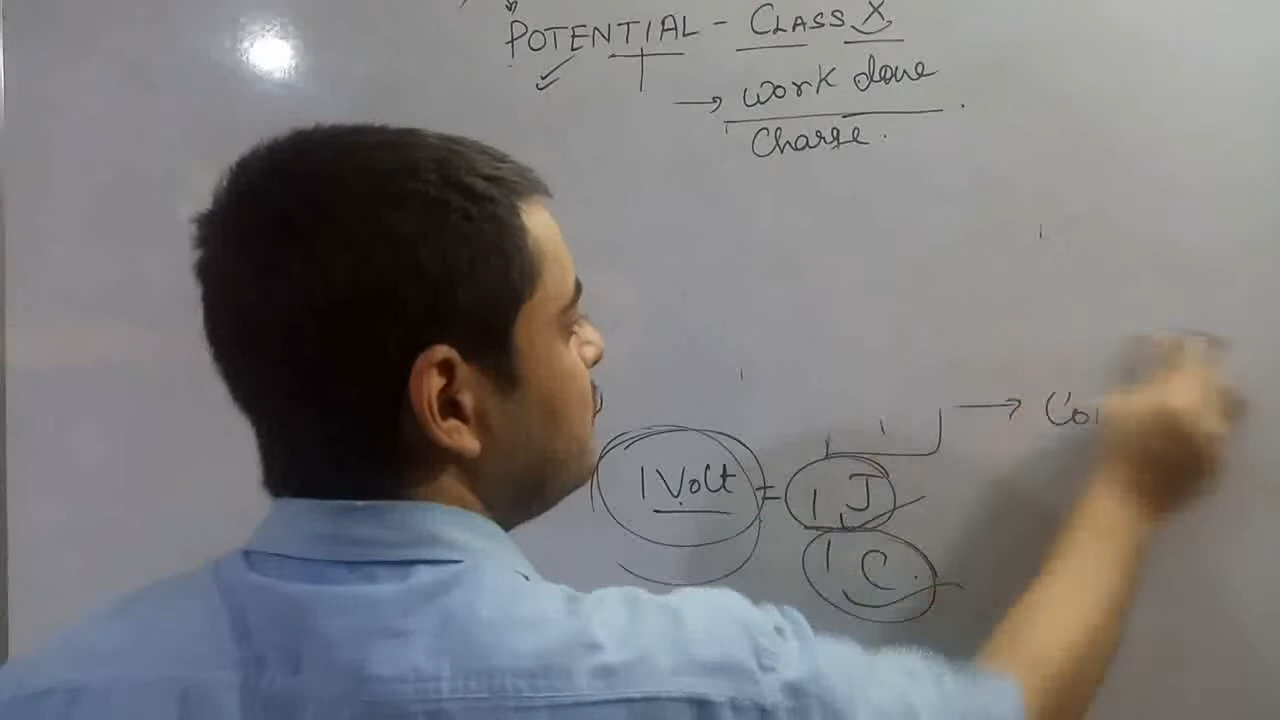 POTENTIAL - CLASS X
→ Work done
Charge.
→ Co
1 Volt = 1 J
1 C.